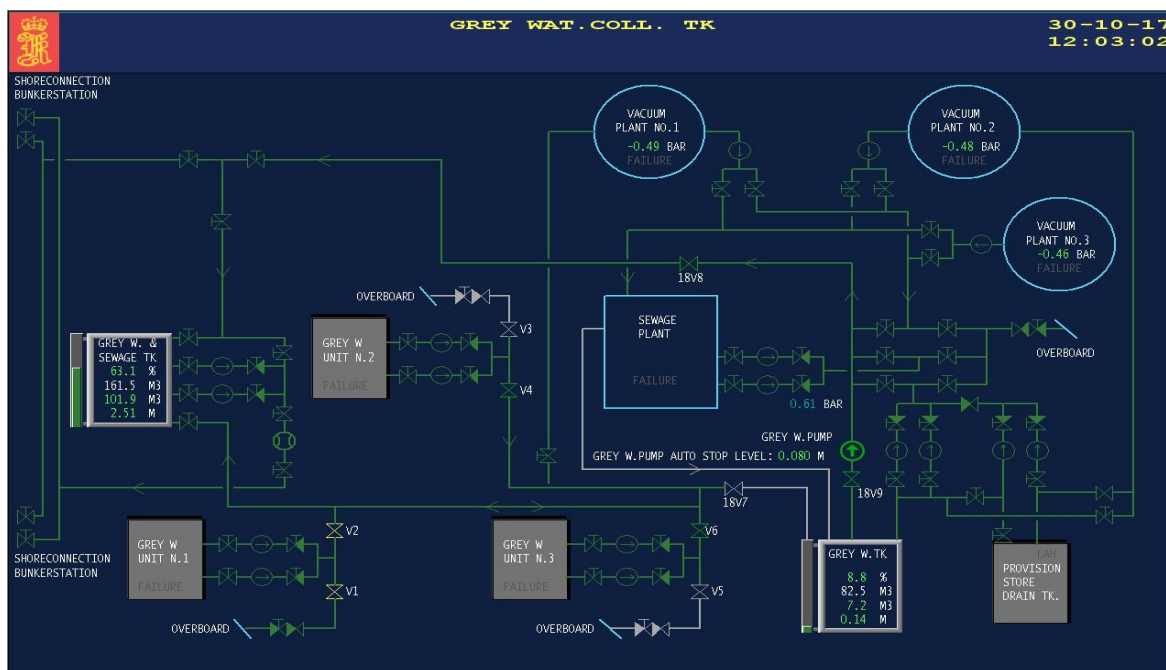 GREY WAT.COLL. TK
30-10-17
12:03:02
SHORECONNECTION
BUNKERSTATION
VACUUM
PLANT NO.1
-0.49 BAR
FAILURE
VACUUM
PLANT NO.2
-0.48 BAR
FAILURE
VACUUM
PLANT NO.3
-0.46 BAR
FAILURE
18V8
OVERBOARD
V3
GREY W
UNIT N.2
FAILURE
V4
SEWAGE
PLANT
FAILURE
OVERBOARD
GREY W. &
SEWAGE TK
63.1 %
161.5 M3
101.9 M3
2.51 M
0.61 BAR
GREY W.PUMP
GREY W.PUMP AUTO STOP LEVEL: 0.080 M
18V7
18V9
SHORECONNECTION
BUNKERSTATION
GREY W
UNIT N.1
FAILURE
V2
V1
OVERBOARD
GREY W
UNIT N.3
FAILURE
V6
V5
OVERBOARD
GREY W.TK
8.8 %
82.5 M3
7.2 M3
0.14 M
LAH
PROVISION
STORE
DRAIN TK.